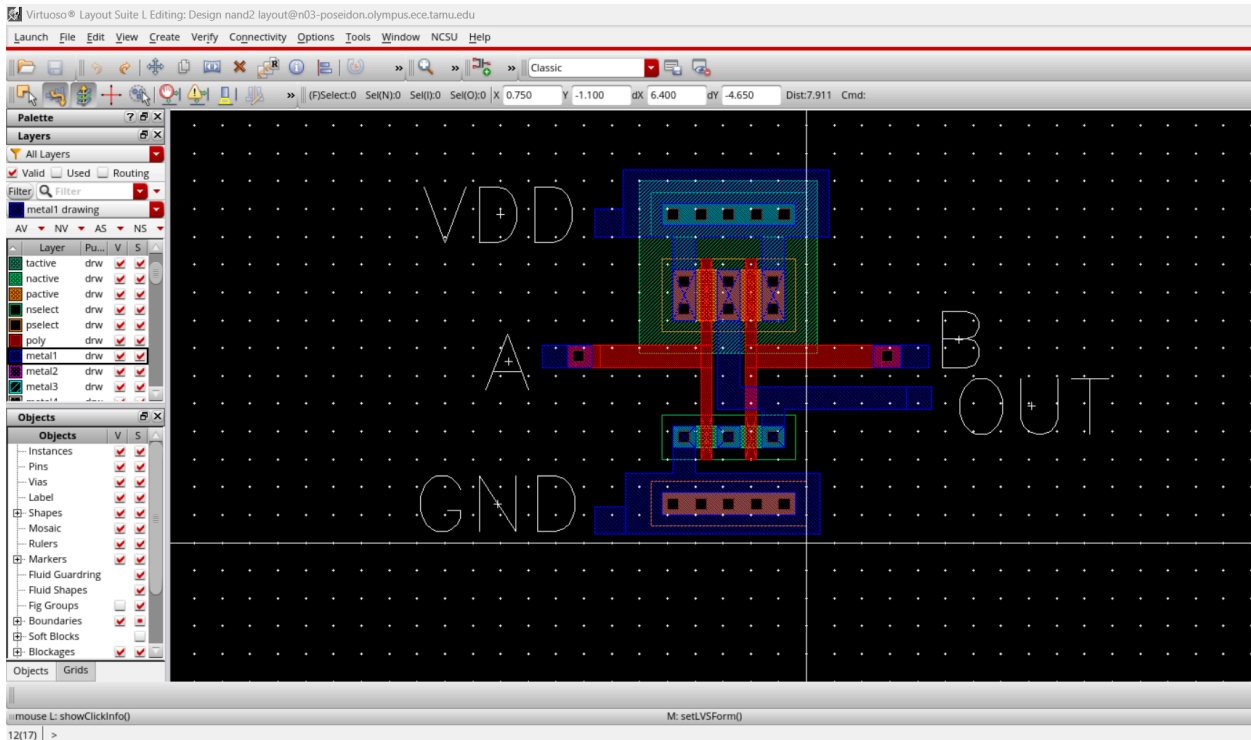 Virtuoso® Layout Suite L Editing: Design nand2 layout@n03-poseidon.olympus.ece.tamu.edu
Launch File Edit View Create Verify Connectivity Options Tools Window NCSU Help
» » » Classic
» (F)Select:0 Sel(N):0 Sel(I):0 Sel(O):0 X 0.750 Y -1.100 dX 6.400 dY -4.650 Dist:7.911 Cmd:
Palette ?
Layers
All Layers
Valid Used Routing
Filter Filter
metal1 drawing
AV NV AS NS
Layer Pu... V S
tactive drw
nactive drw
pactive drw
nselect drw
pselect drw
poly drw
metal1 drw
metal2 drw
metal3 drw
Objects
Objects V S
Instances
Pins
Vias
Label
Shapes
Mosaic
Rulers
Markers
Fluid Guardring
Fluid Shapes
Fig Groups
Boundaries
Soft Blocks
Blockages
Objects Grids
VDD
A
B
OUT
GND
mouse L: showClickInfo() M: setLVSForm()
12(17) >